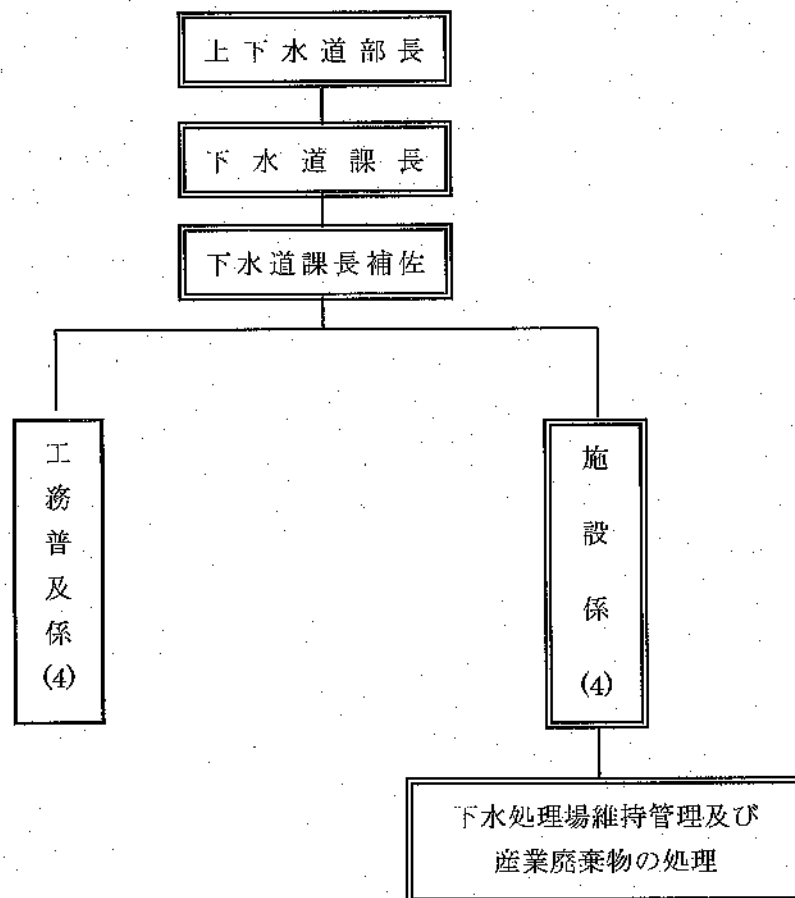 上下水道部長
下水道課長
下水道課長補佐
工務普及係(4)
施設係(4)
下水処理場維持管理及び
産業廃棄物の処理